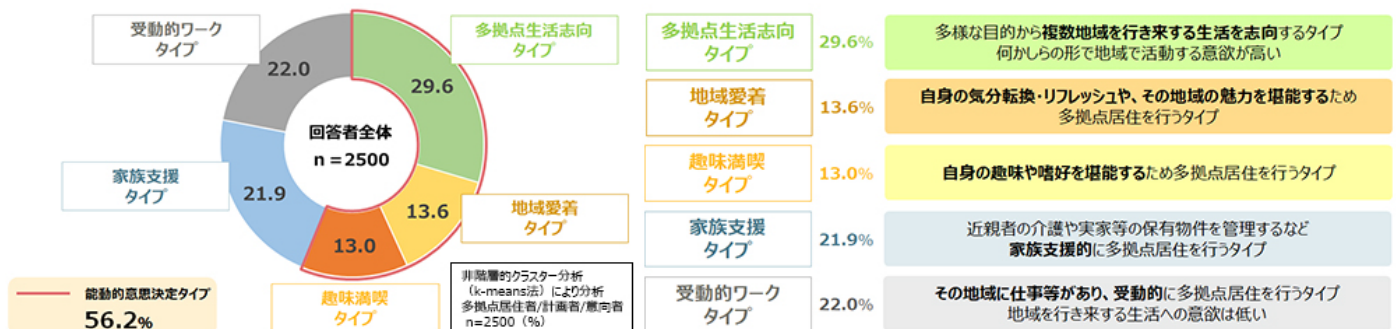 受動的ワーク
タイプ
多拠点生活志向
タイプ
22.0
29.6
回答者全体
n＝2500
家族支援
タイプ
21.9
13.6
地域愛着
タイプ
13.0
趣味満喫
タイプ
能動的意思決定タイプ
56.2%
非階層的クラスター分析
（k-means法）により分析
多拠点居住者/計画者/意向者
n=2500（%）
多拠点生活志向
タイプ
29.6%
多様な目的から複数地域を行き来する生活を志向するタイプ
何かしらの形で地域で活動する意欲が高い
地域愛着
タイプ
13.6%
自身の気分転換・リフレッシュや、その地域の魅力を堪能するため
多拠点居住を行うタイプ
趣味満喫
タイプ
13.0%
自身の趣味や嗜好を堪能するため多拠点居住を行うタイプ
家族支援
タイプ
21.9%
近親者の介護や実家等の保有物件を管理するなど
家族支援的に多拠点居住を行うタイプ
受動的ワーク
タイプ
22.0%
その地域に仕事等があり、受動的に多拠点居住を行うタイプ
地域を行き来する生活への意欲は低い